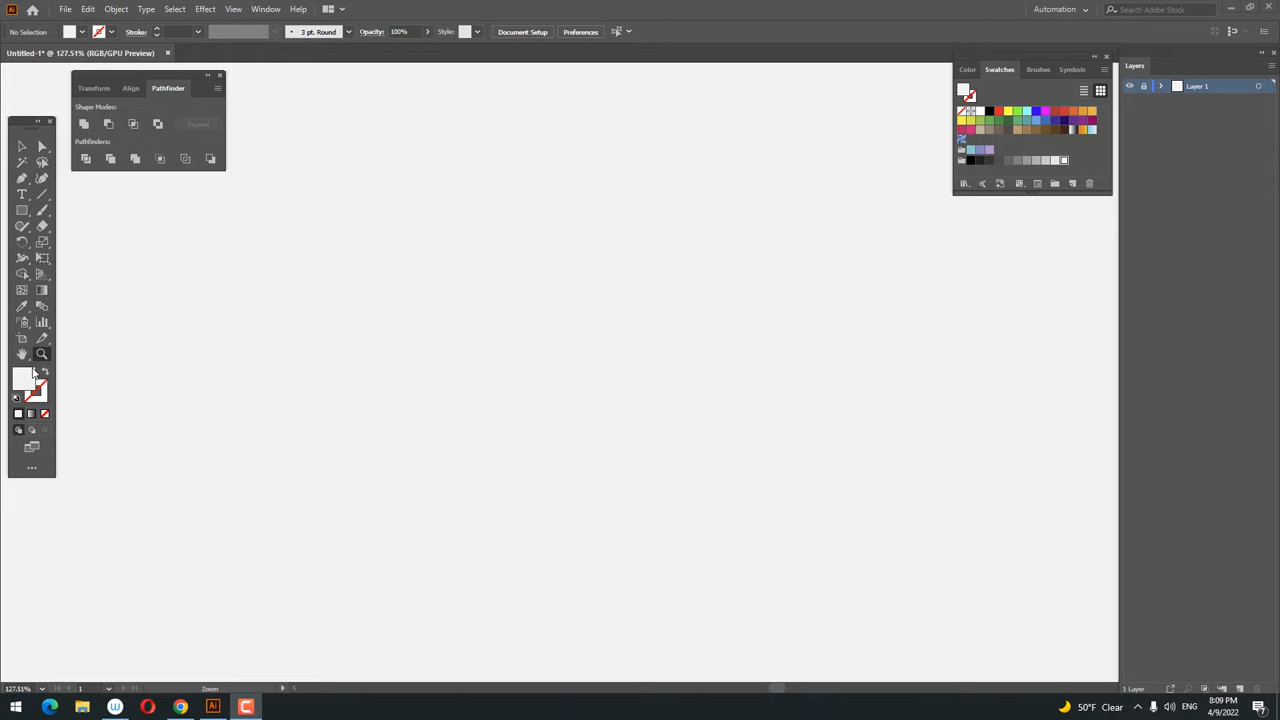 Ai File Edit Object Type Select Effect View Window Help Automation Search Adobe Stock
No Selection Stroke: 3 pt. Round Opacity: 100% Style: Document Setup Preferences
Untitled-1* @ 127.51% (RGB/GPU Preview)
Layers
Color Swatches Brushes Symbols
Transform Align Pathfinder
Layer 1
Shape Modes:
Expand
Pathfinders:
127.51% 1 Zoom
1 Layer
Ai 50°F Clear ENG 8:09 PM
4/9/2022